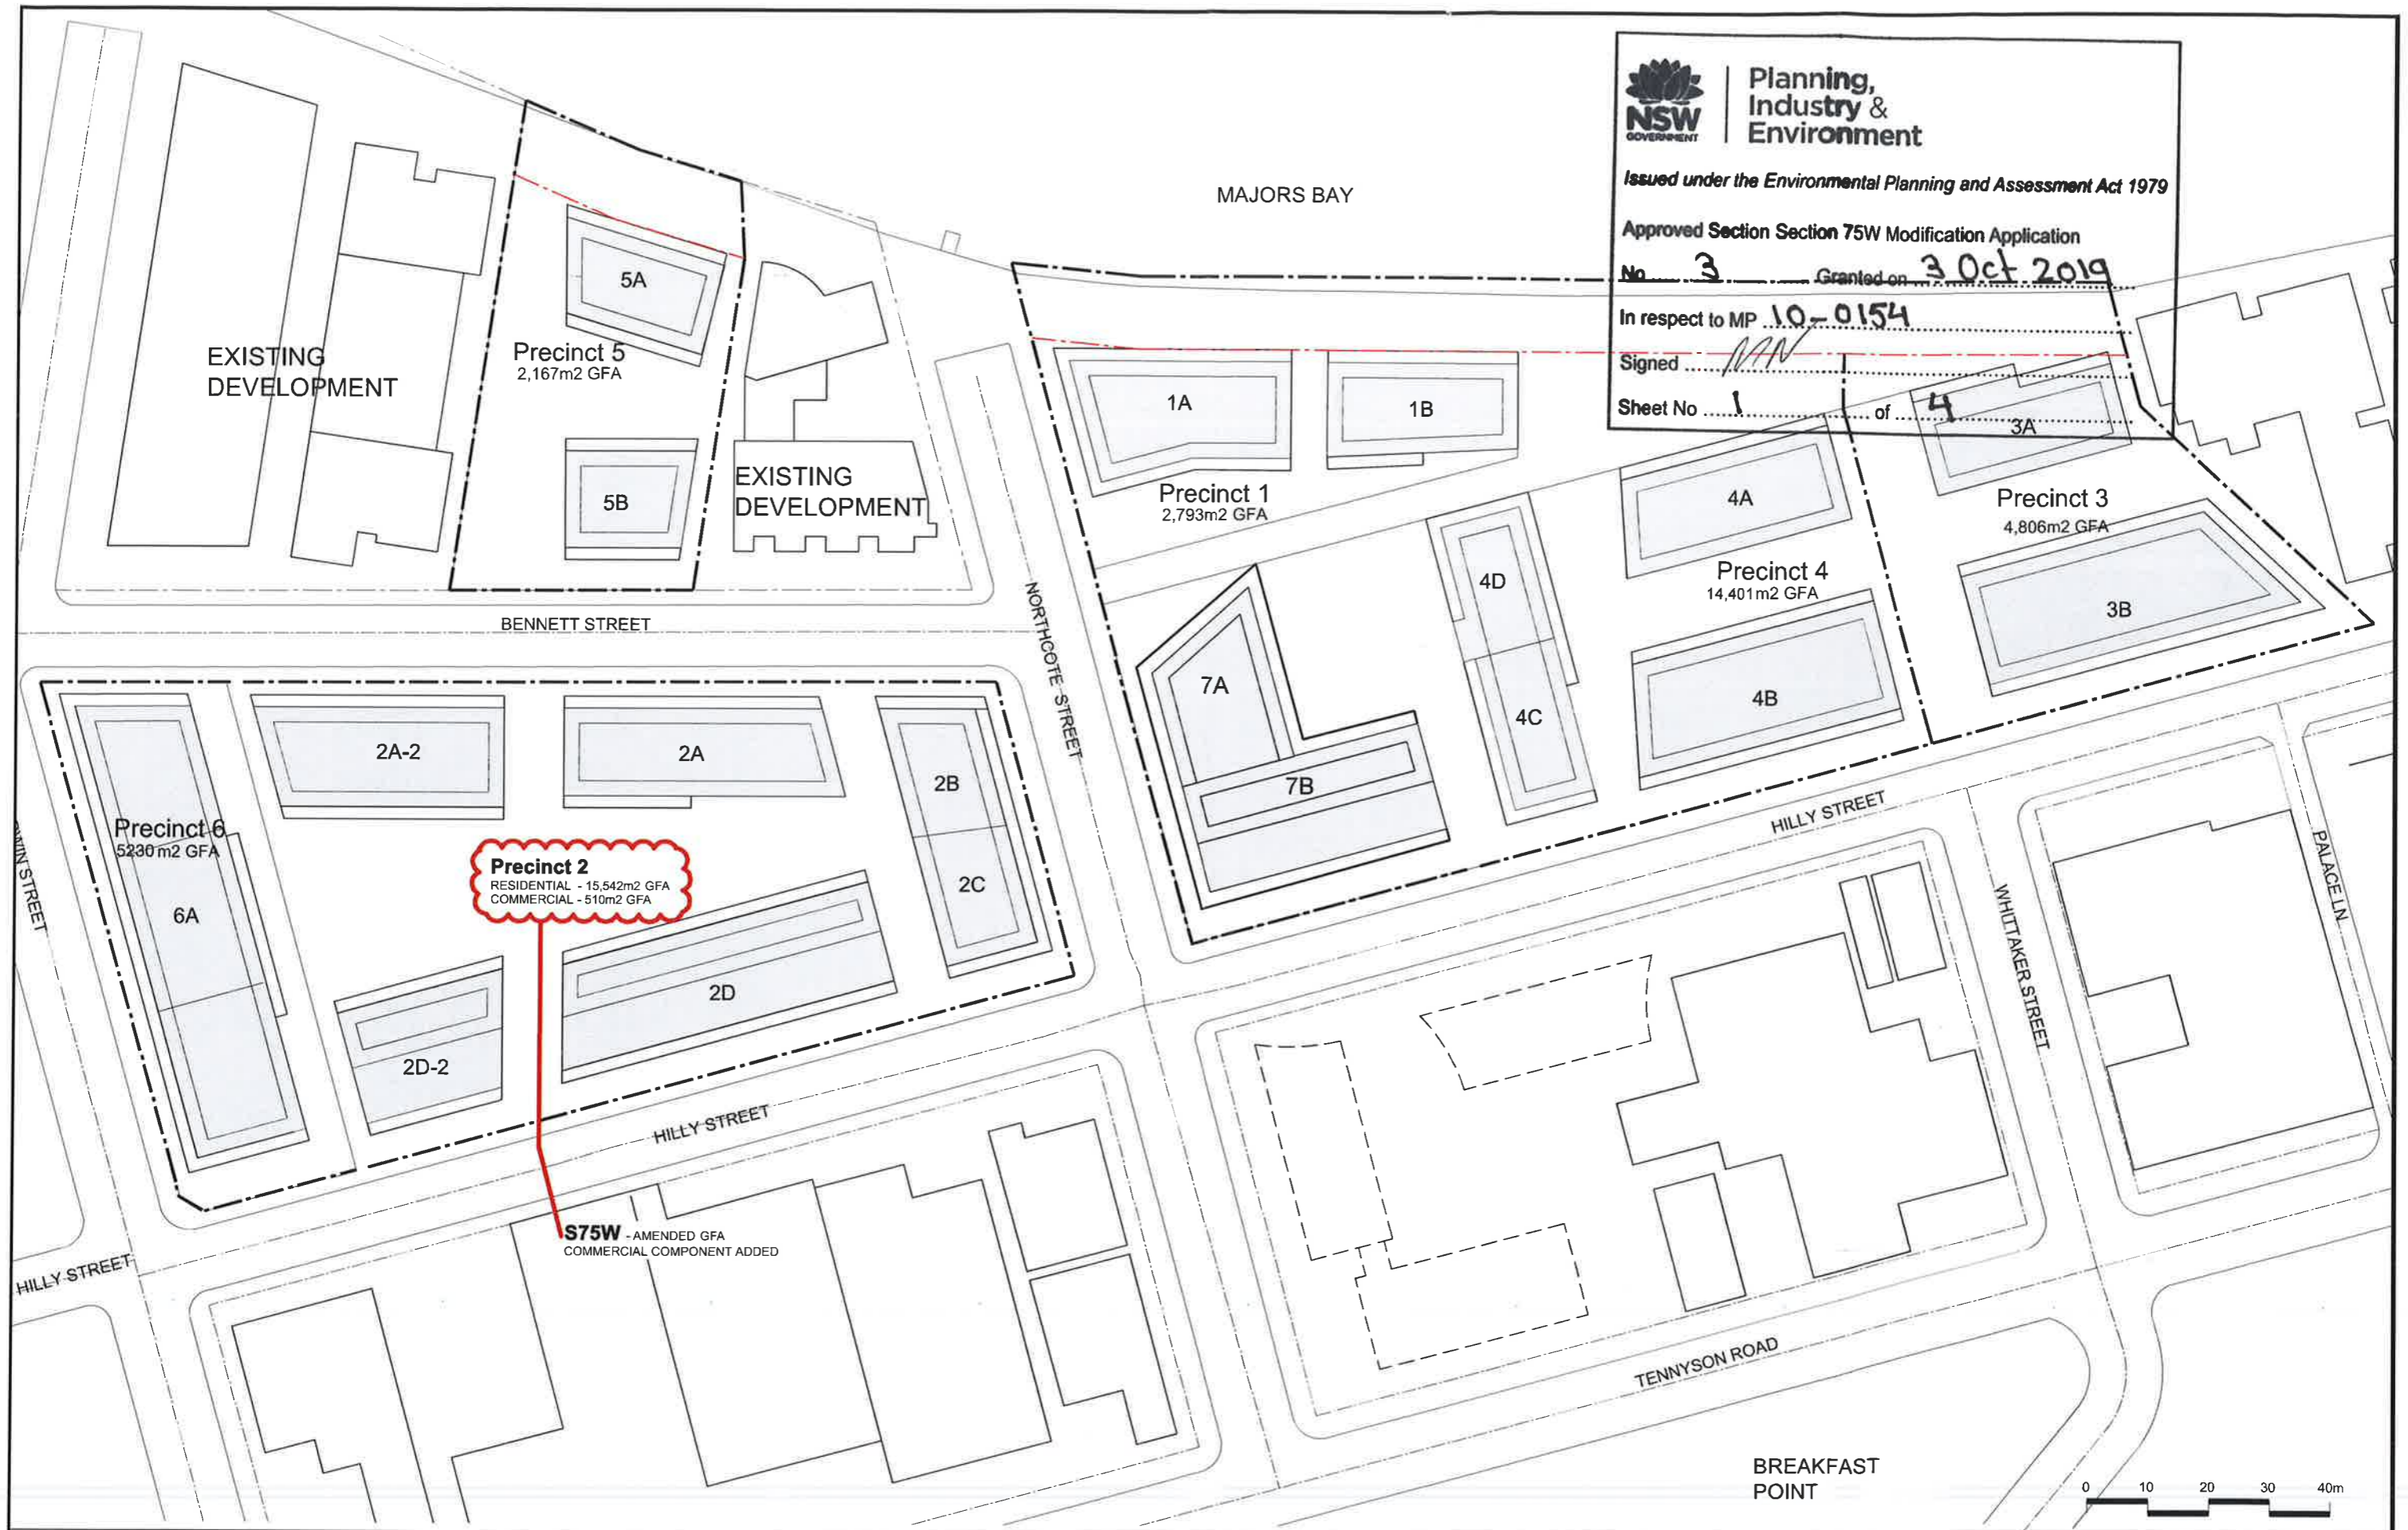 NSW
GOVERNMENT
Planning,
Industry &
Environment
Issued under the Environmental Planning and Assessment Act 1979
Approved Section Section 75W Modification Application
No 3 Granted on 3 Oct 2019
In respect to MP 10-0154
Signed
Sheet No 1 of 4
MAJORS BAY
EXISTING
DEVELOPMENT
5A
Precinct 5
2,167m2 GFA
5B
EXISTING
DEVELOPMENT
1A
1B
Precinct 1
2,793m2 GFA
3A
Precinct 3
4,806m2 GFA
3B
4A
Precinct 4
14,401m2 GFA
4B
4D
4C
7A
7B
BENNETT STREET
NORTHCOTE STREET
2A-2
2A
2B
2C
Precinct 6
5230m2 GFA
6A
Precinct 2
RESIDENTIAL - 15,542m2 GFA
COMMERCIAL - 510m2 GFA
2D
2D-2
WIN STREET
HILLY STREET
HILLY STREET
HILLY STREET
WHITTAKER STREET
PALACE LN
S75W - AMENDED GFA
COMMERCIAL COMPONENT ADDED
TENNYSON ROAD
BREAKFAST
POINT
0 10 20 30 40m